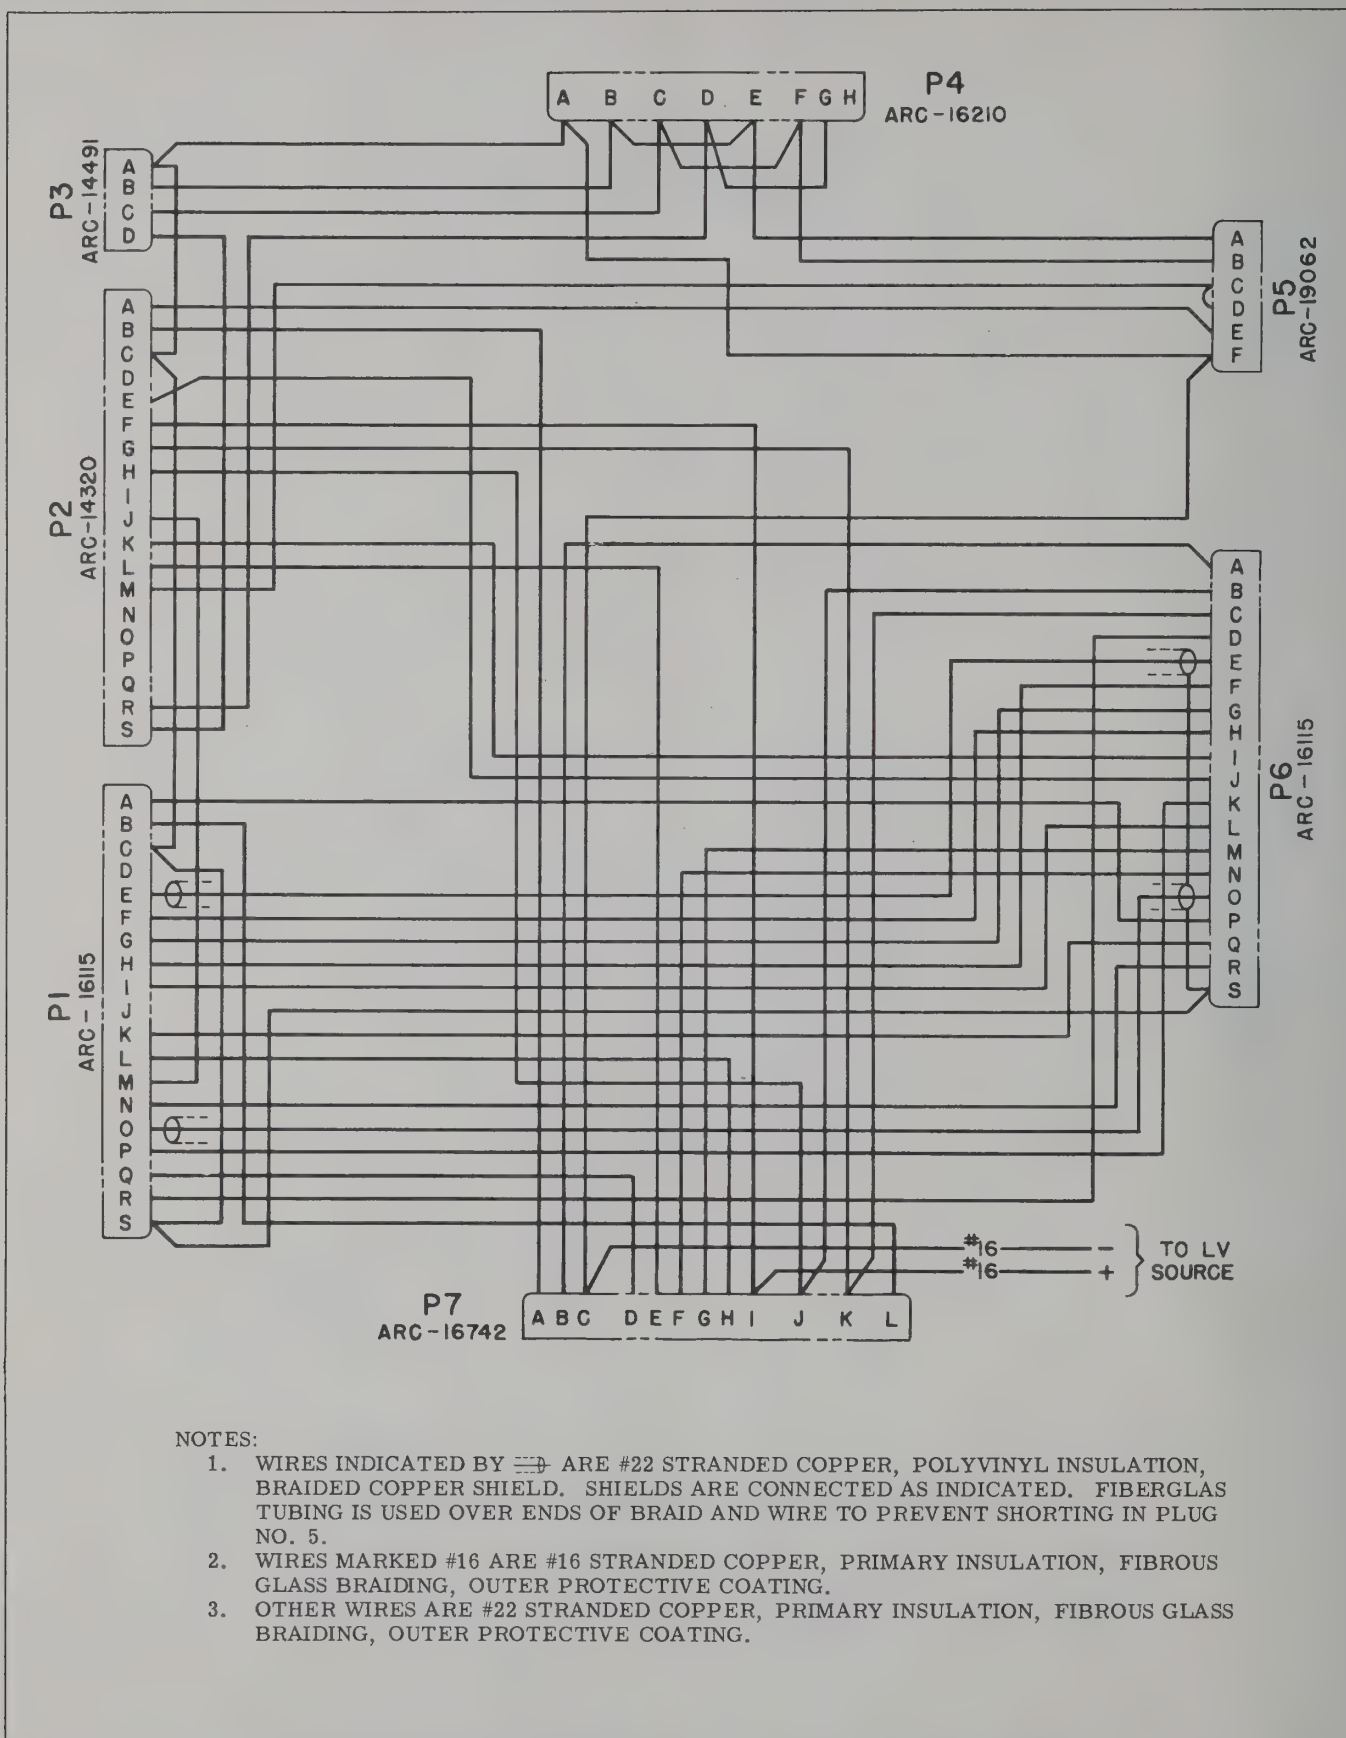 P4
ARC-16210
A B C D E F G H
P3
ARC-14491
A
B
C
D
P5
ARC-19062
A
B
C
D
E
F
P2
ARC-14320
A
B
C
D
E
F
G
H
I
J
K
L
M
N
O
P
Q
R
S
P6
ARC-16115
A
B
C
D
E
F
G
H
I
J
K
L
M
N
O
P
Q
R
S
P1
ARC-16115
A
B
C
D
E
F
G
H
I
J
K
L
M
N
O
P
Q
R
S
#16 -
#16 +
TO LV
SOURCE
P7
ARC-16742
A B C D E F G H I J K L
NOTES:
1. WIRES INDICATED BY ARE #22 STRANDED COPPER, POLYVINYL INSULATION,
BRAIDED COPPER SHIELD. SHIELDS ARE CONNECTED AS INDICATED. FIBERGLAS
TUBING IS USED OVER ENDS OF BRAID AND WIRE TO PREVENT SHORTING IN PLUG
NO. 5.
2. WIRES MARKED #16 ARE #16 STRANDED COPPER, PRIMARY INSULATION, FIBROUS
GLASS BRAIDING, OUTER PROTECTIVE COATING.
3. OTHER WIRES ARE #22 STRANDED COPPER, PRIMARY INSULATION, FIBROUS GLASS
BRAIDING, OUTER PROTECTIVE COATING.